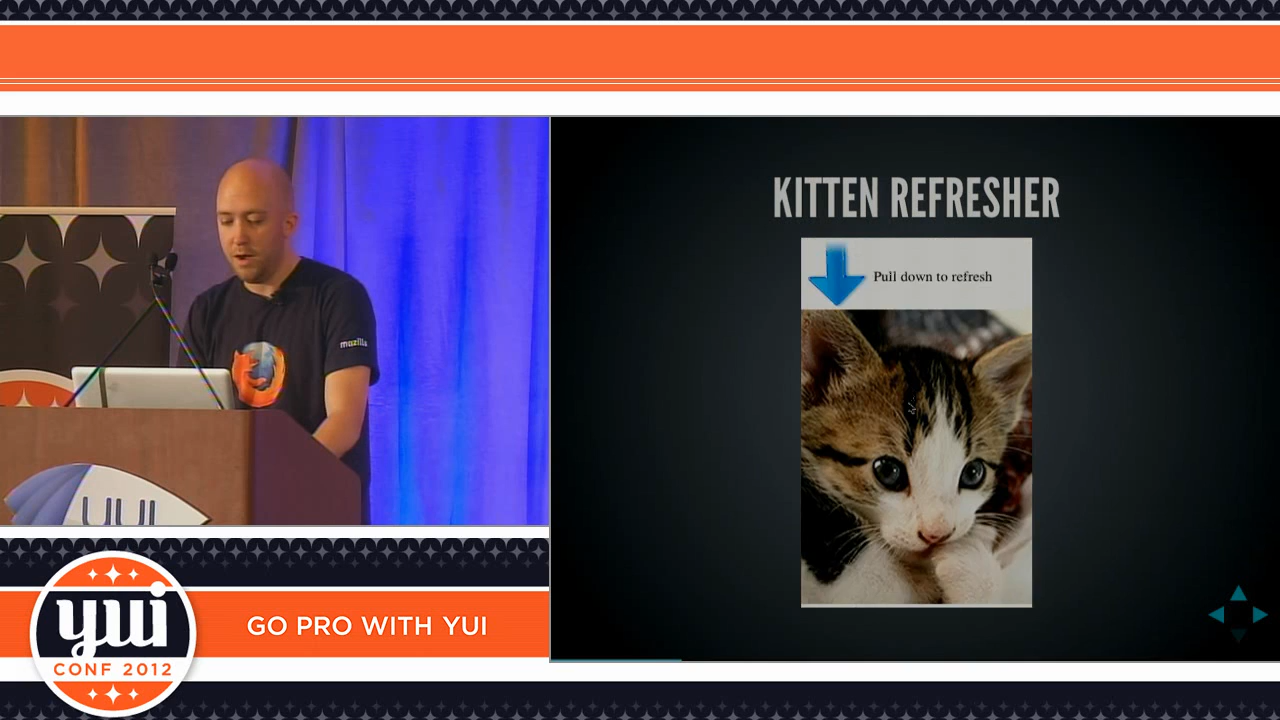 KITTEN REFRESHER
Pull down to refresh
mozilla
YUI
yui
CONF 2012
GO PRO WITH YUI